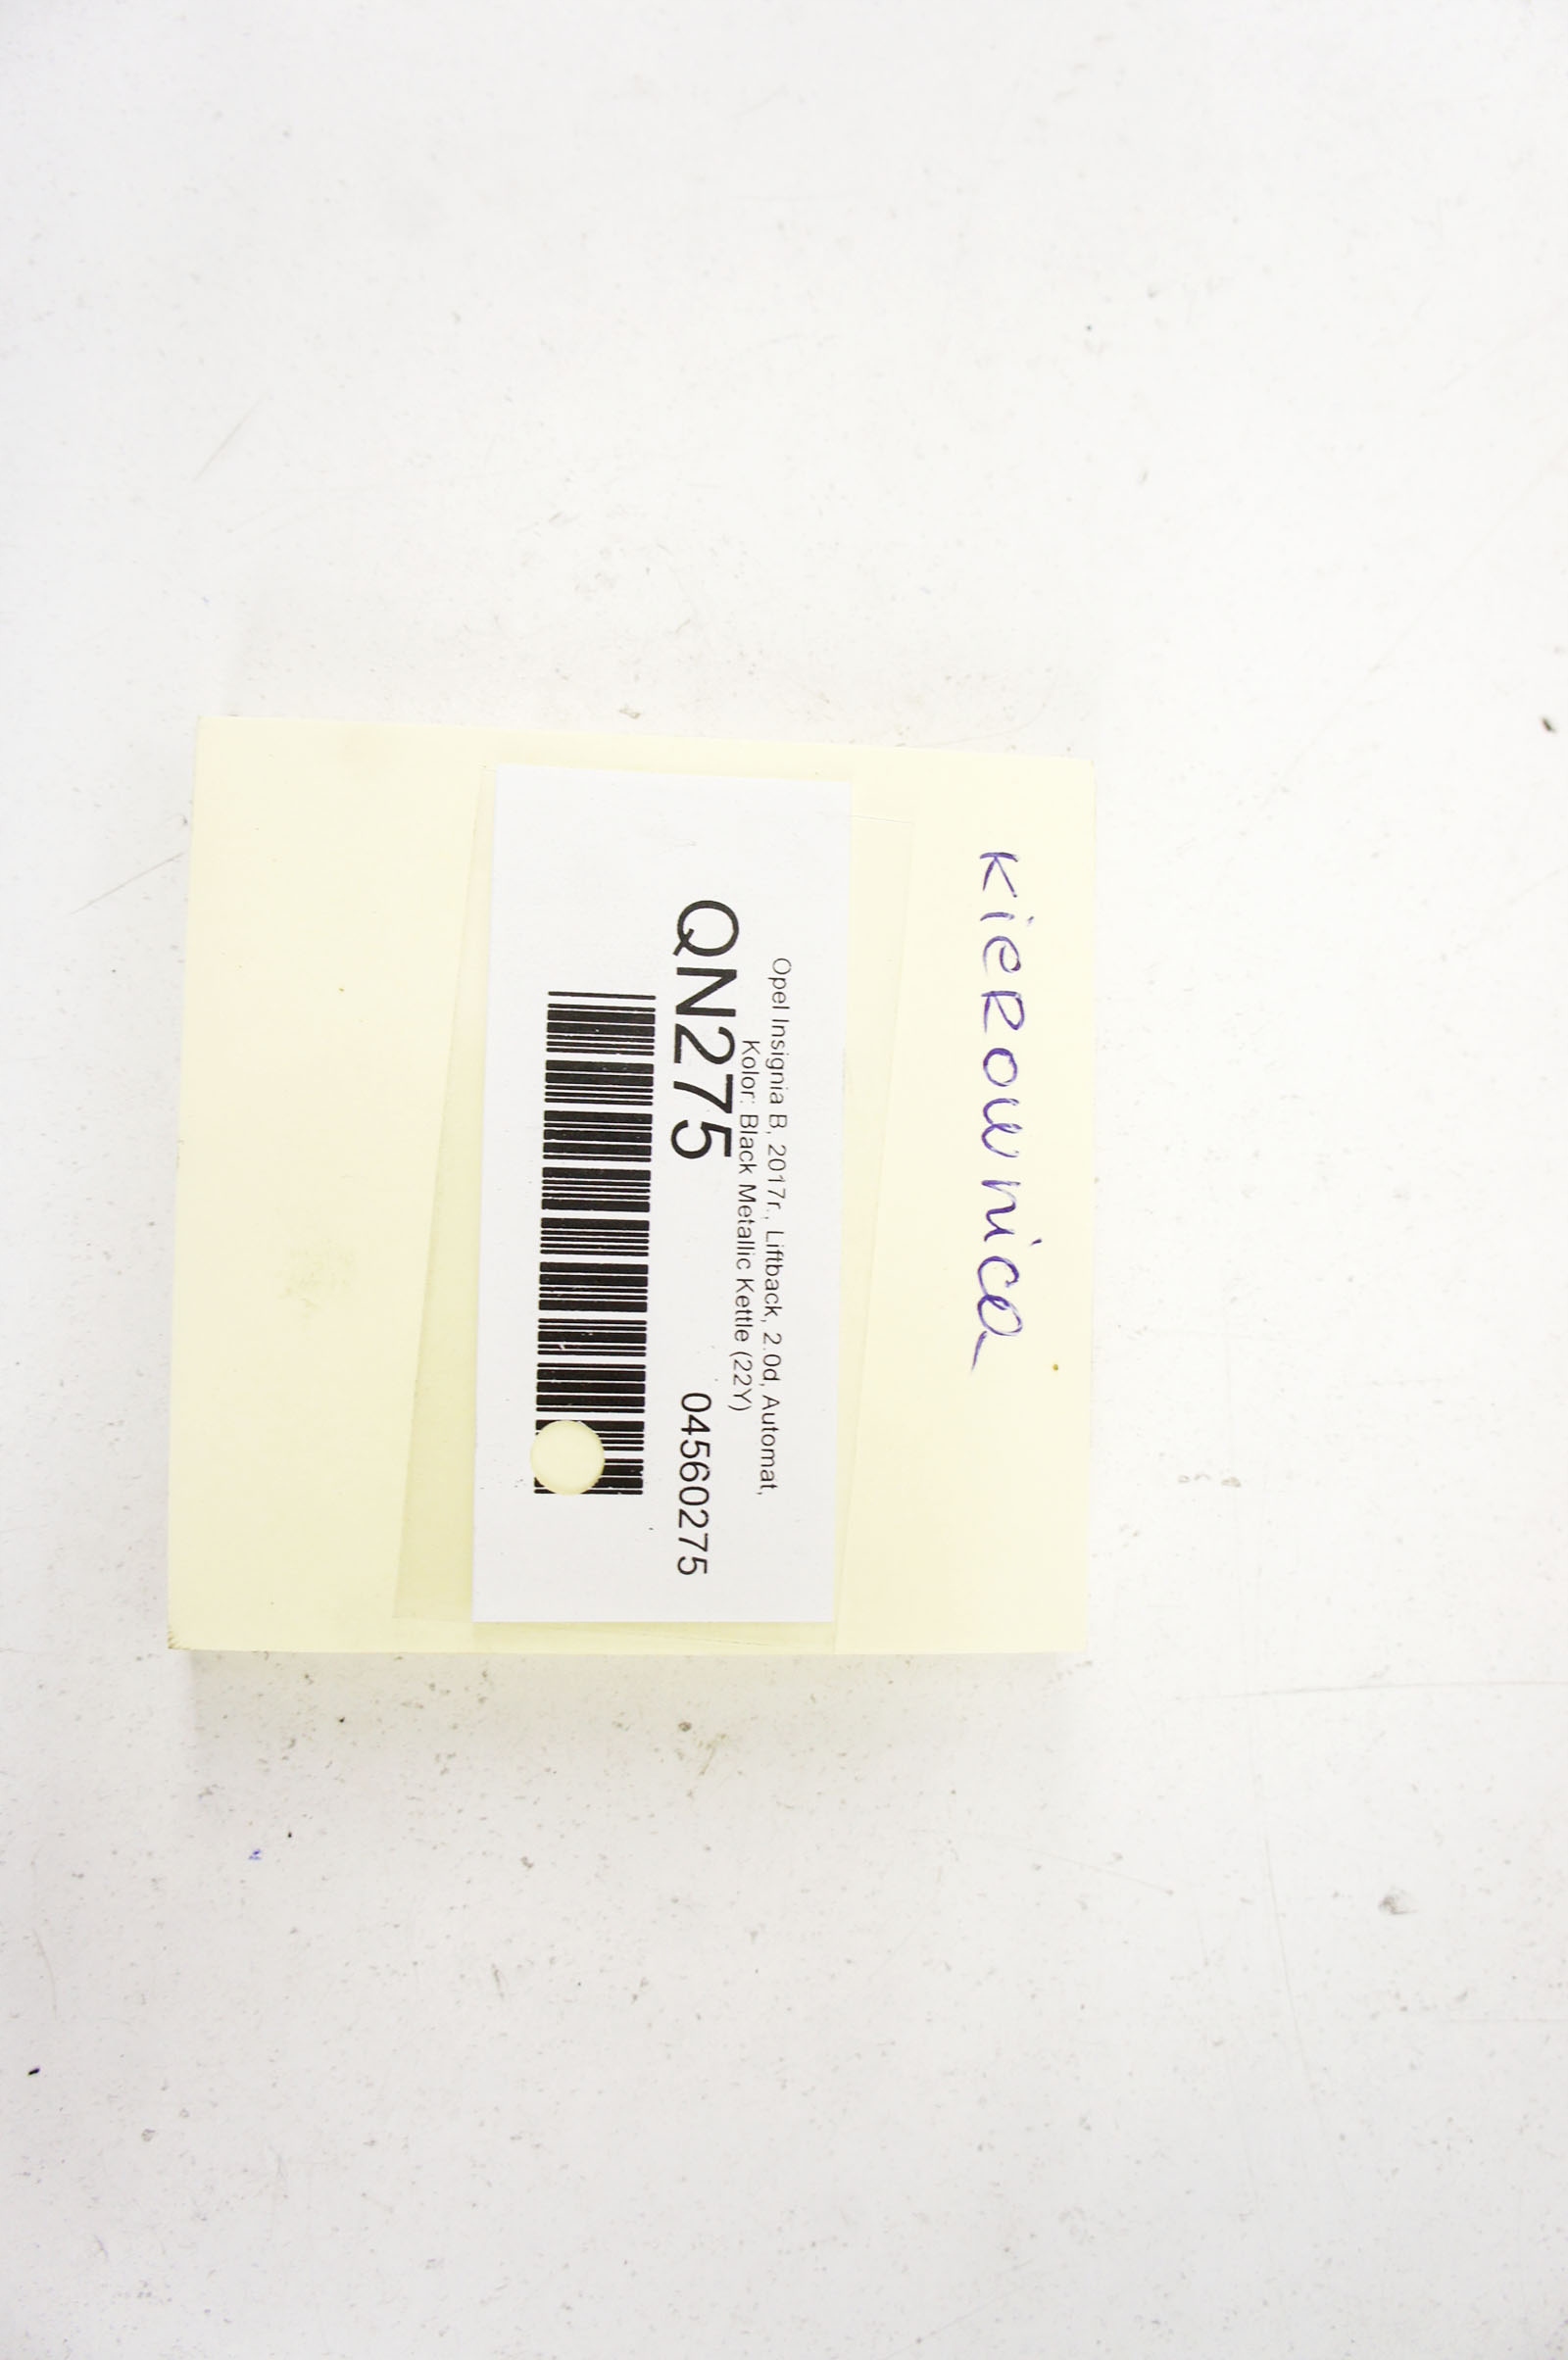 Kierownica
Opel Insignia B, 2017r., Liftback, 2.0d, Automat,
Kolor: Black Metallic Kettle (22Y)
QN275 04560275